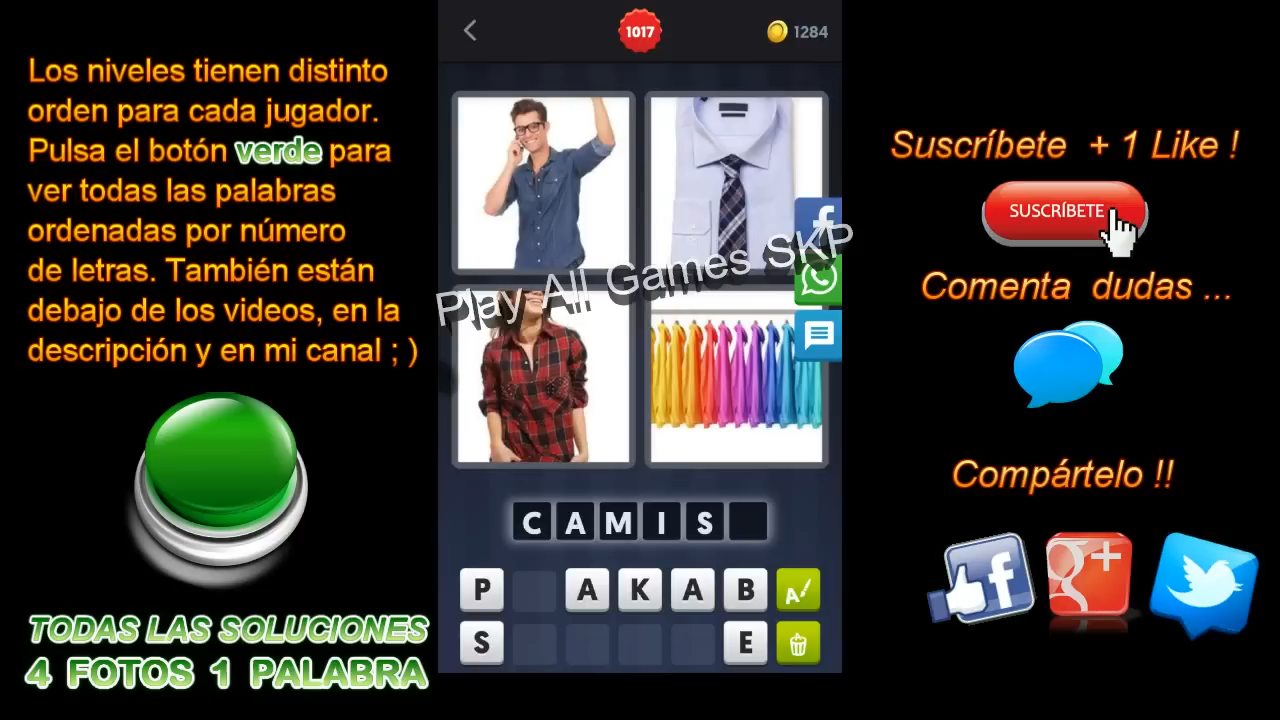 Los niveles tienen distinto
orden para cada jugador.
Pulsa el botón verde para
ver todas las palabras
ordenadas por número
de letras. También están
debajo de los videos, en la
descripción y en mi canal ; )
TODAS LAS SOLUCIONES
4 FOTOS 1 PALABRA
1017
1284
Play All Games SKP
C A M I S
P A K A B A
S E
Suscríbete + 1 Like !
SUSCRÍBETE
Comenta dudas ...
Compártelo !!
f g+
f